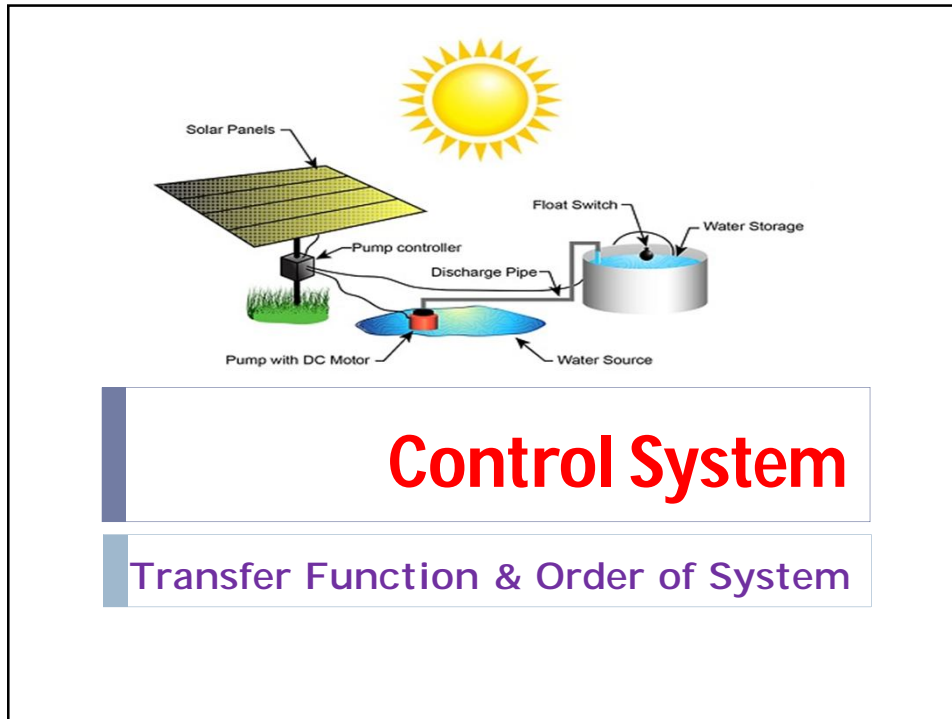 Solar Panels
Float Switch
Water Storage
Pump controller
Discharge Pipe
Pump with DC Motor
Water Source
Control System
Transfer Function & Order of System